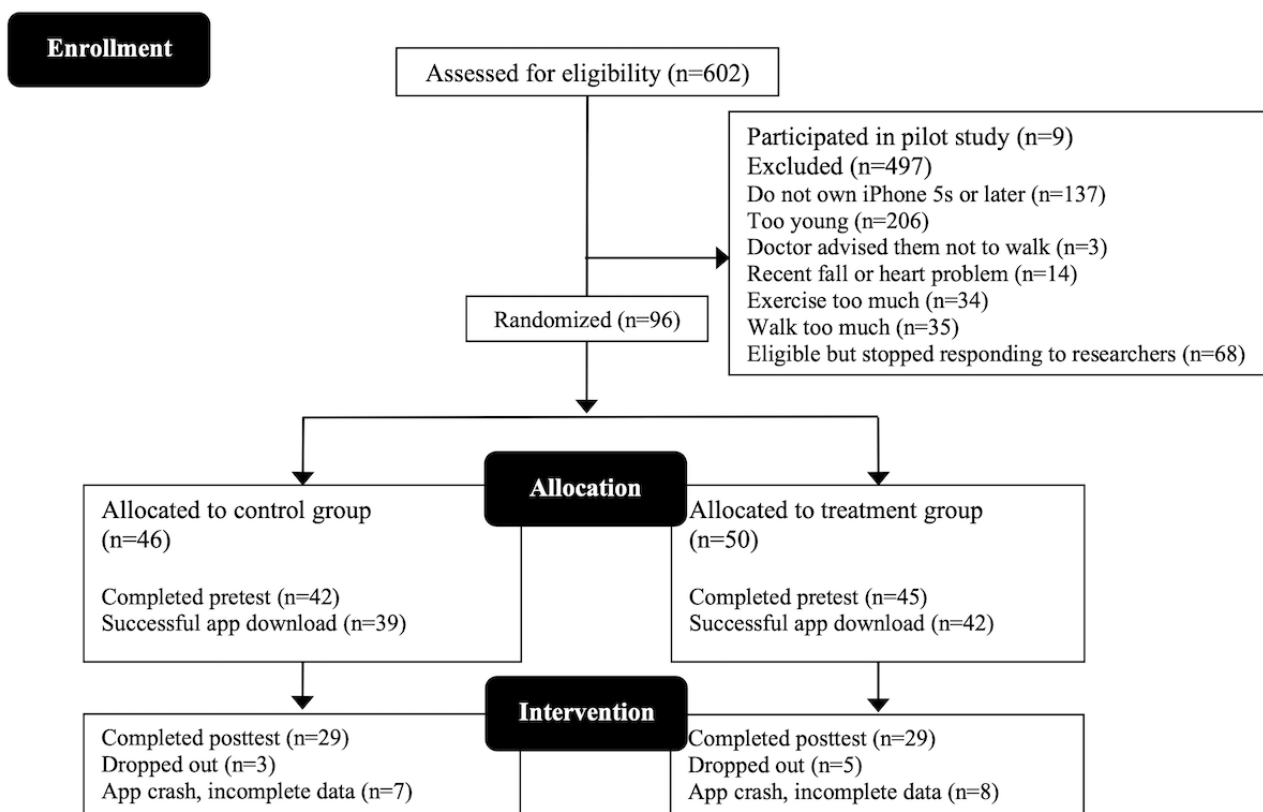 Enrollment
Assessed for eligibility (n=602)
Participated in pilot study (n=9)
Excluded (n=497)
Do not own iPhone 5s or later (n=137)
Too young (n=206)
Doctor advised them not to walk (n=3)
Recent fall or heart problem (n=14)
Exercise too much (n=34)
Walk too much (n=35)
Eligible but stopped responding to researchers (n=68)
Randomized (n=96)
Allocation
Allocated to control group
(n=46)
Completed pretest (n=42)
Successful app download (n=39)
Allocated to treatment group
(n=50)
Completed pretest (n=45)
Successful app download (n=42)
Intervention
Completed posttest (n=29)
Dropped out (n=3)
App crash, incomplete data (n=7)
Completed posttest (n=29)
Dropped out (n=5)
App crash, incomplete data (n=8)